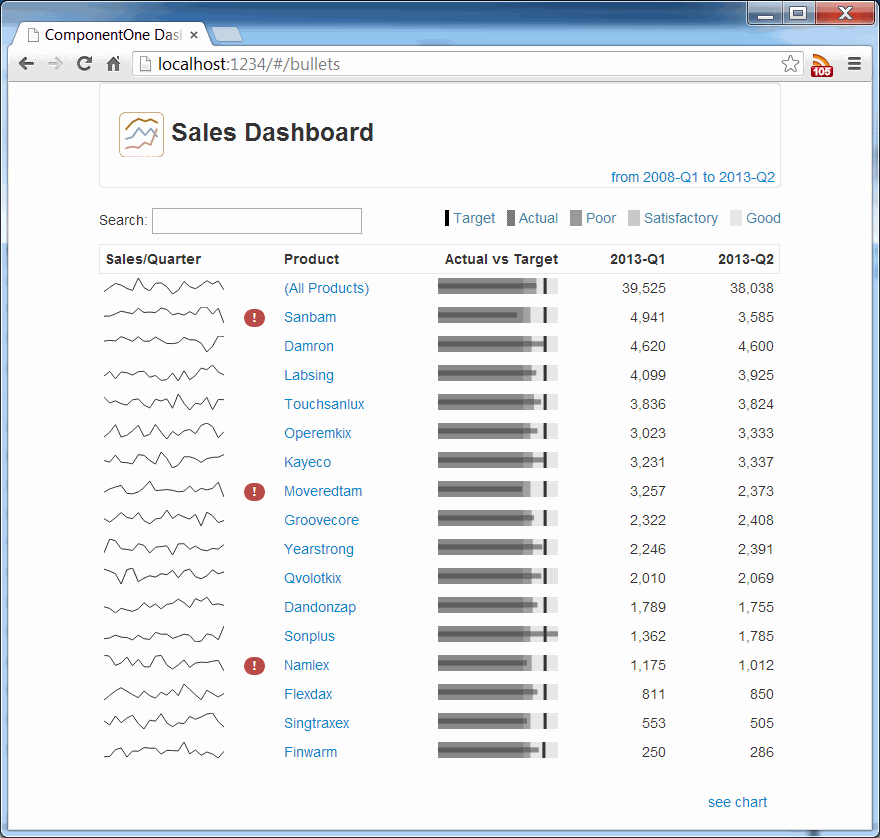 ComponentOne Das
localhost:1234/#/bullets
105
Sales Dashboard
from 2008-Q1 to 2013-Q2
Search: Target Actual Poor Satisfactory Good
Sales/Quarter Product Actual vs Target 2013-Q1 2013-Q2
(All Products) 39,525 38,038
! Sanbam 4,941 3,585
Damron 4,620 4,600
Labsing 4,099 3,925
Touchsanlux 3,836 3,824
Operemkix 3,023 3,333
Kayeco 3,231 3,337
! Moveredtam 3,257 2,373
Groovecore 2,322 2,408
Yearstrong 2,246 2,391
Qvolotkix 2,010 2,069
Dandonzap 1,789 1,755
Sonplus 1,362 1,785
! Namlex 1,175 1,012
Flexdax 811 850
Singtraxex 553 505
Finwarm 250 286
see chart